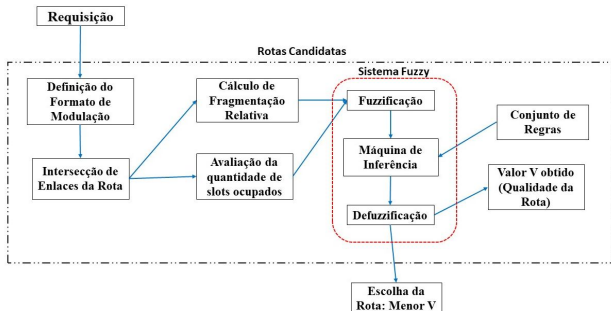 Requisição
Rotas Candidatas
Sistema Fuzzy
Definição do
Formato de
Modulação
Cálculo de
Fragmentação
Relativa
Fuzzificação
Conjunto de
Regras
Intersecção de
Enlaces da Rota
Avaliação da
quantidade de
slots ocupados
Máquina de
Inferência
Valor V obtido
(Qualidade da
Rota)
Defuzzificação
Escolha da
Rota: Menor V